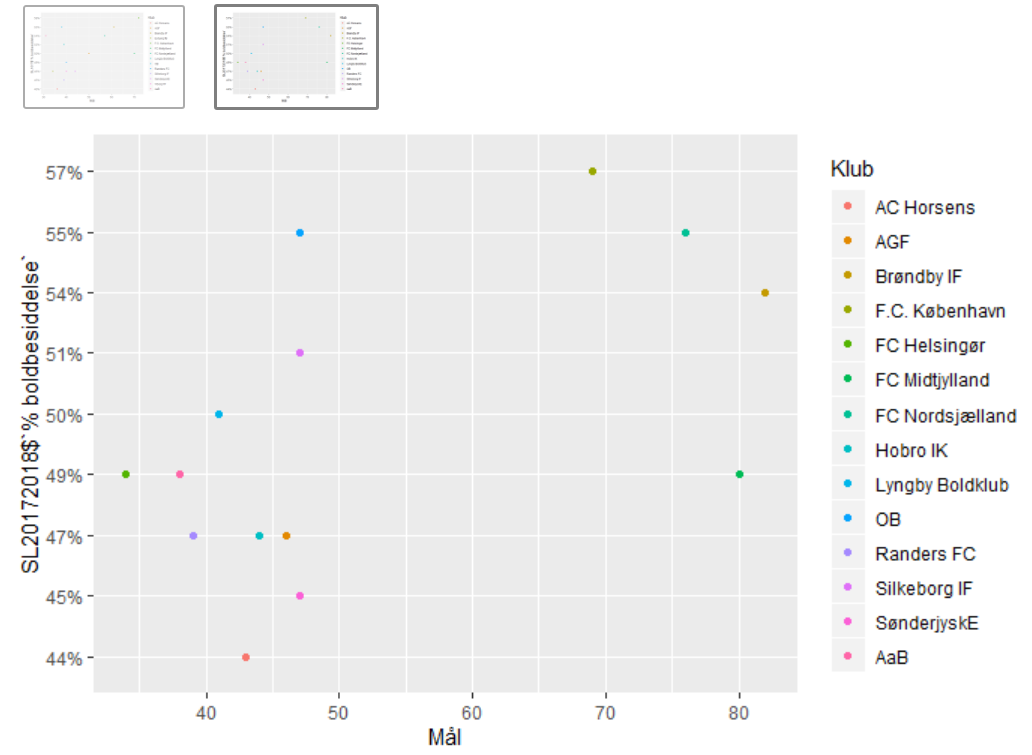 57%
55%
54%
51%
50%
49%
47%
45%
44%
SL20172018$`% boldbesiddelse`
40 50 60 70 80
Mål
Klub
AC Horsens
AGF
Brøndby IF
F.C. København
FC Helsingør
FC Midtjylland
FC Nordsjælland
Hobro IK
Lyngby Boldklub
OB
Randers FC
Silkeborg IF
SønderjyskE
AaB